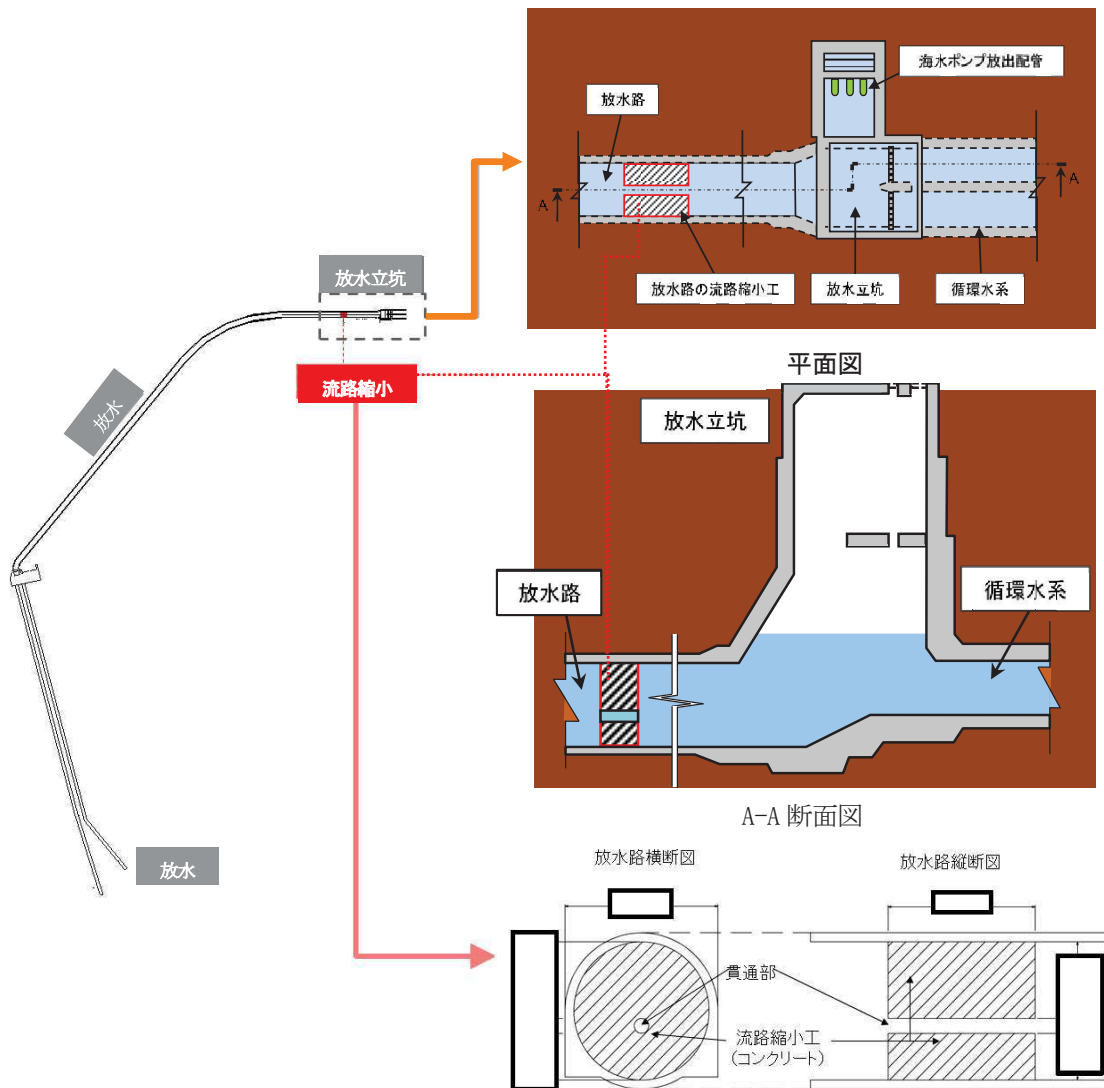 海水ポンプ放出配管
放水路
A
A
放水路の流路縮小工
放水立坑
循環水系
平面図
放水立坑
流路縮小
放水
放水
放水立坑
放水路
循環水系
A-A 断面図
放水路横断図
放水路縦断図
貫通部
流路縮小工
(コンクリート)